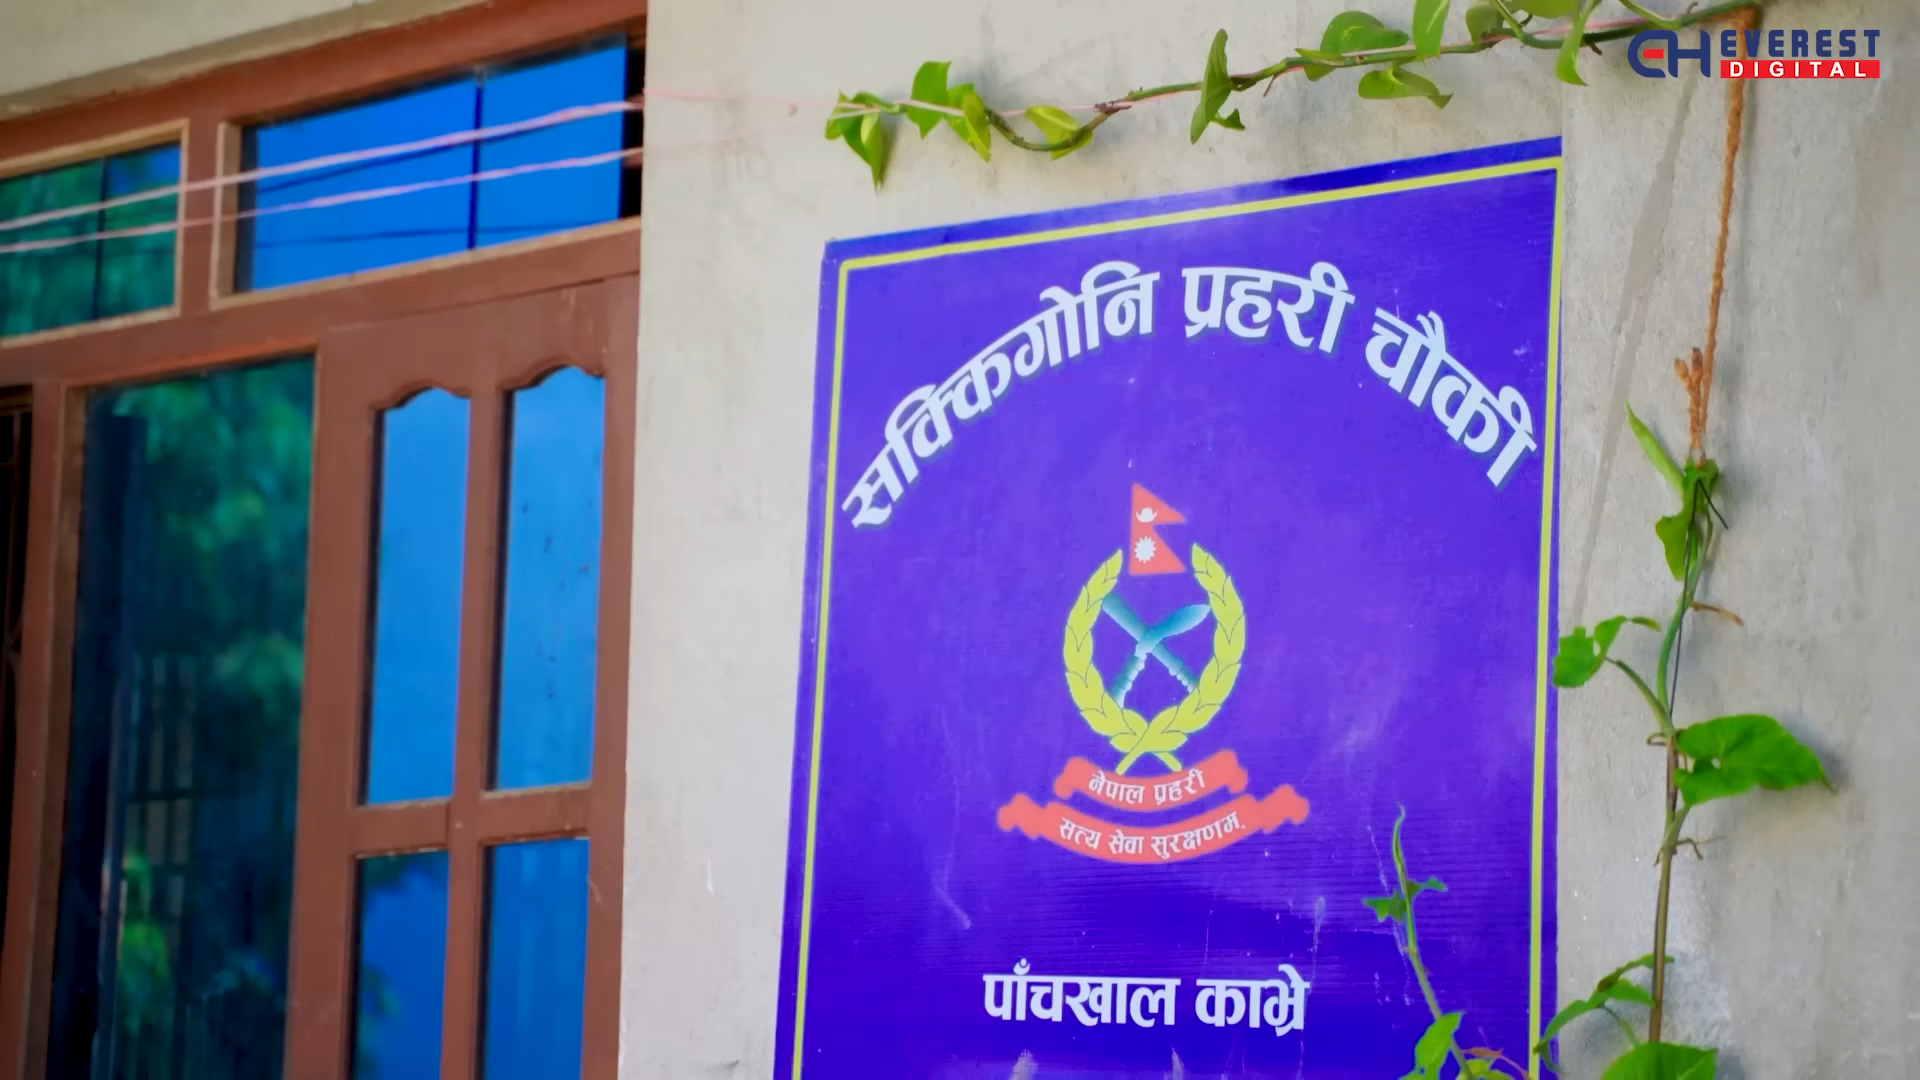 EVEREST
DIGITAL
सक्किगोनि प्रहरी चौकी
नेपाल प्रहरी
सत्य सेवा सुरक्षणम्
पाँचखाल काभ्रे